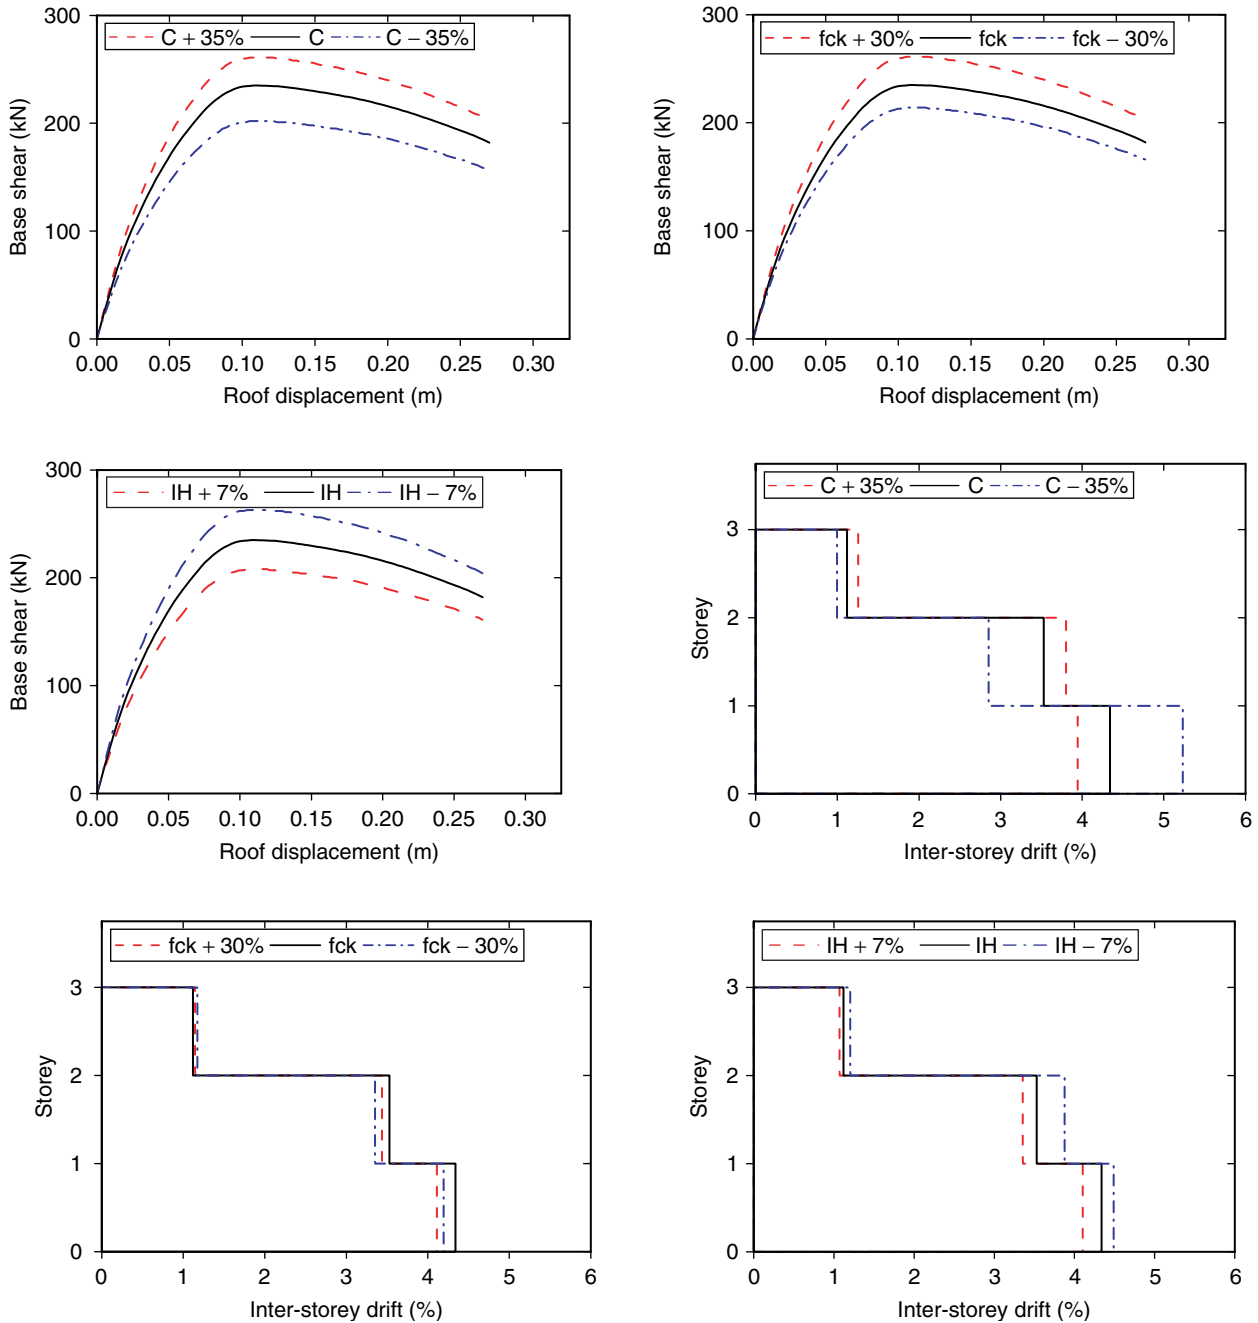 300
200
100
0
Base shear (kN)
C + 35% C C − 35%
0.00 0.05 0.10 0.15 0.20 0.25 0.30
Roof displacement (m)
300
200
100
0
Base shear (kN)
fck + 30% fck fck − 30%
0.00 0.05 0.10 0.15 0.20 0.25 0.30
Roof displacement (m)
300
200
100
0
Base shear (kN)
IH + 7% IH IH − 7%
0.00 0.05 0.10 0.15 0.20 0.25 0.30
Roof displacement (m)
3
2
1
0
Storey
C + 35% C C − 35%
0 1 2 3 4 5 6
Inter-storey drift (%)
3
2
1
0
Storey
fck + 30% fck fck − 30%
0 1 2 3 4 5 6
Inter-storey drift (%)
3
2
1
0
Storey
IH + 7% IH IH − 7%
0 1 2 3 4 5 6
Inter-storey drift (%)